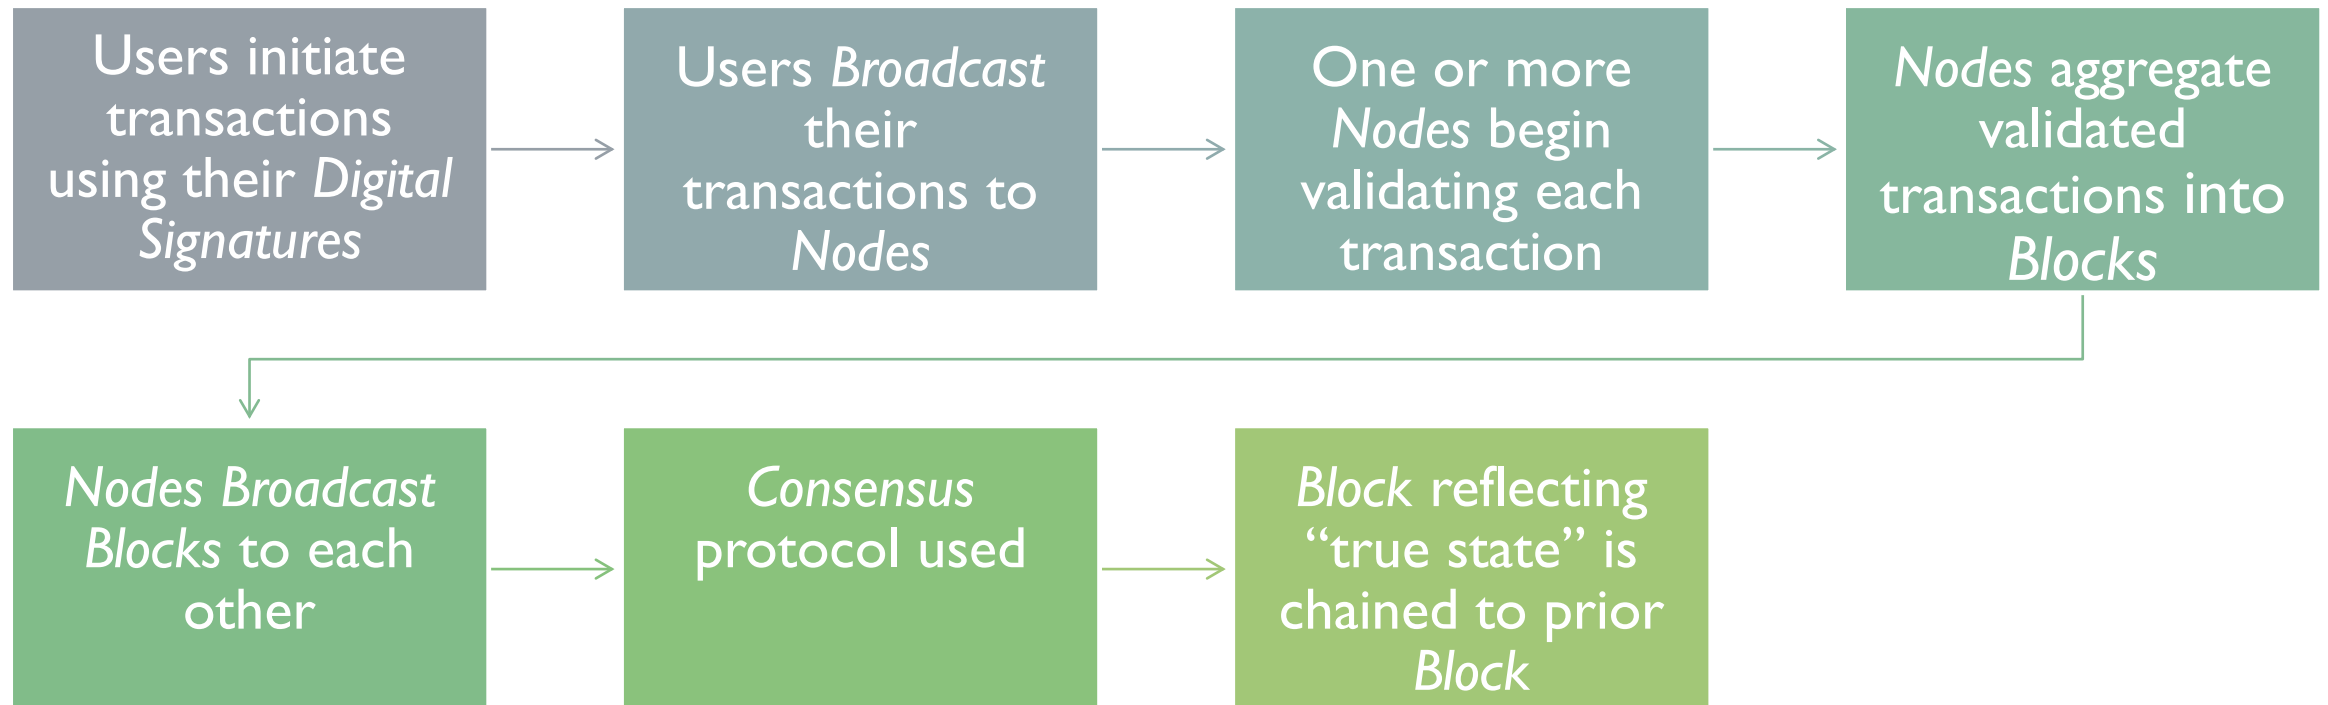 Users initiate
transactions
using their Digital
Signatures
Users Broadcast
their
transactions to
Nodes
One or more
Nodes begin
validating each
transaction
Nodes aggregate
validated
transactions into
Blocks
Nodes Broadcast
Blocks to each
other
Consensus
protocol used
Block reflecting
“true state” is
chained to prior
Block